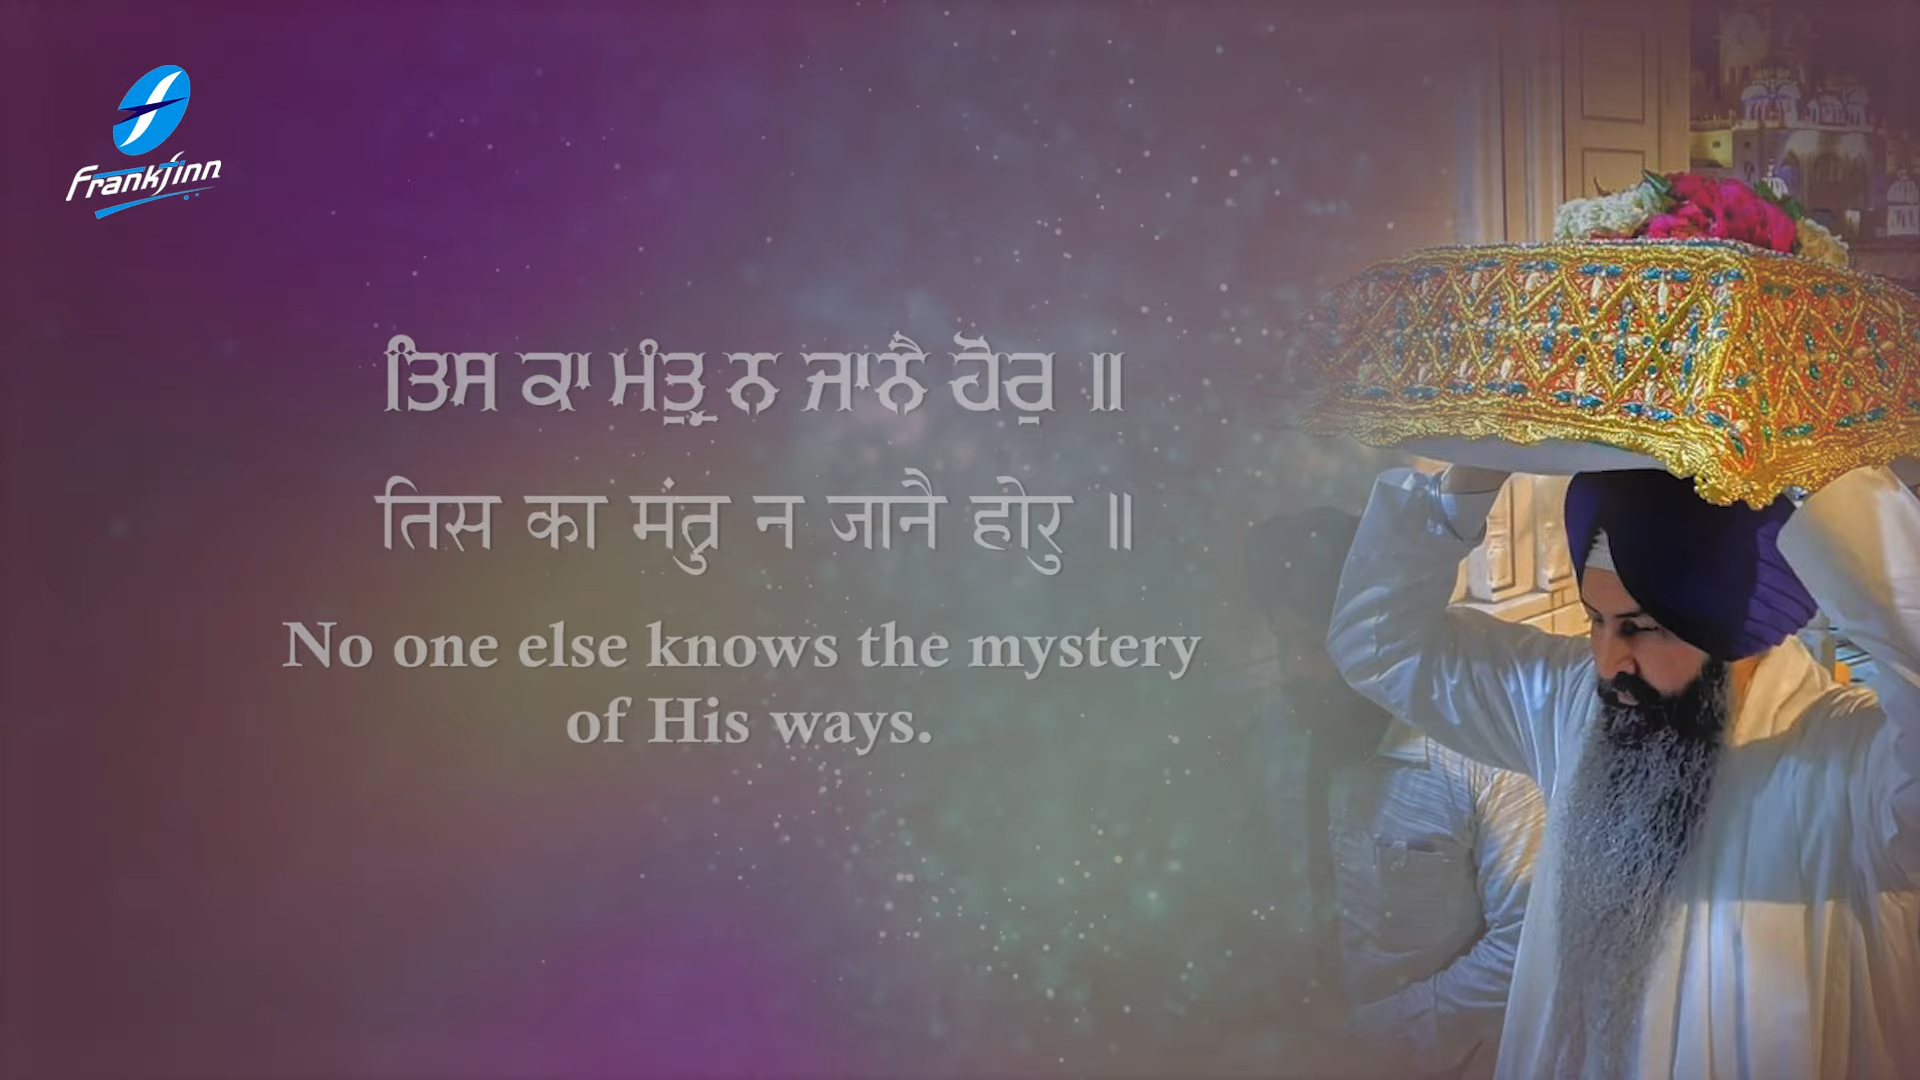 Frankfinn
ਤਿਸ ਕਾ ਮੰਤੁ੍ਰ ਨ ਜਾਨੈ ਹੋਰੁ ॥
तिस का मंत्रु न जानै होरु ॥
No one else knows the mystery
of His ways.